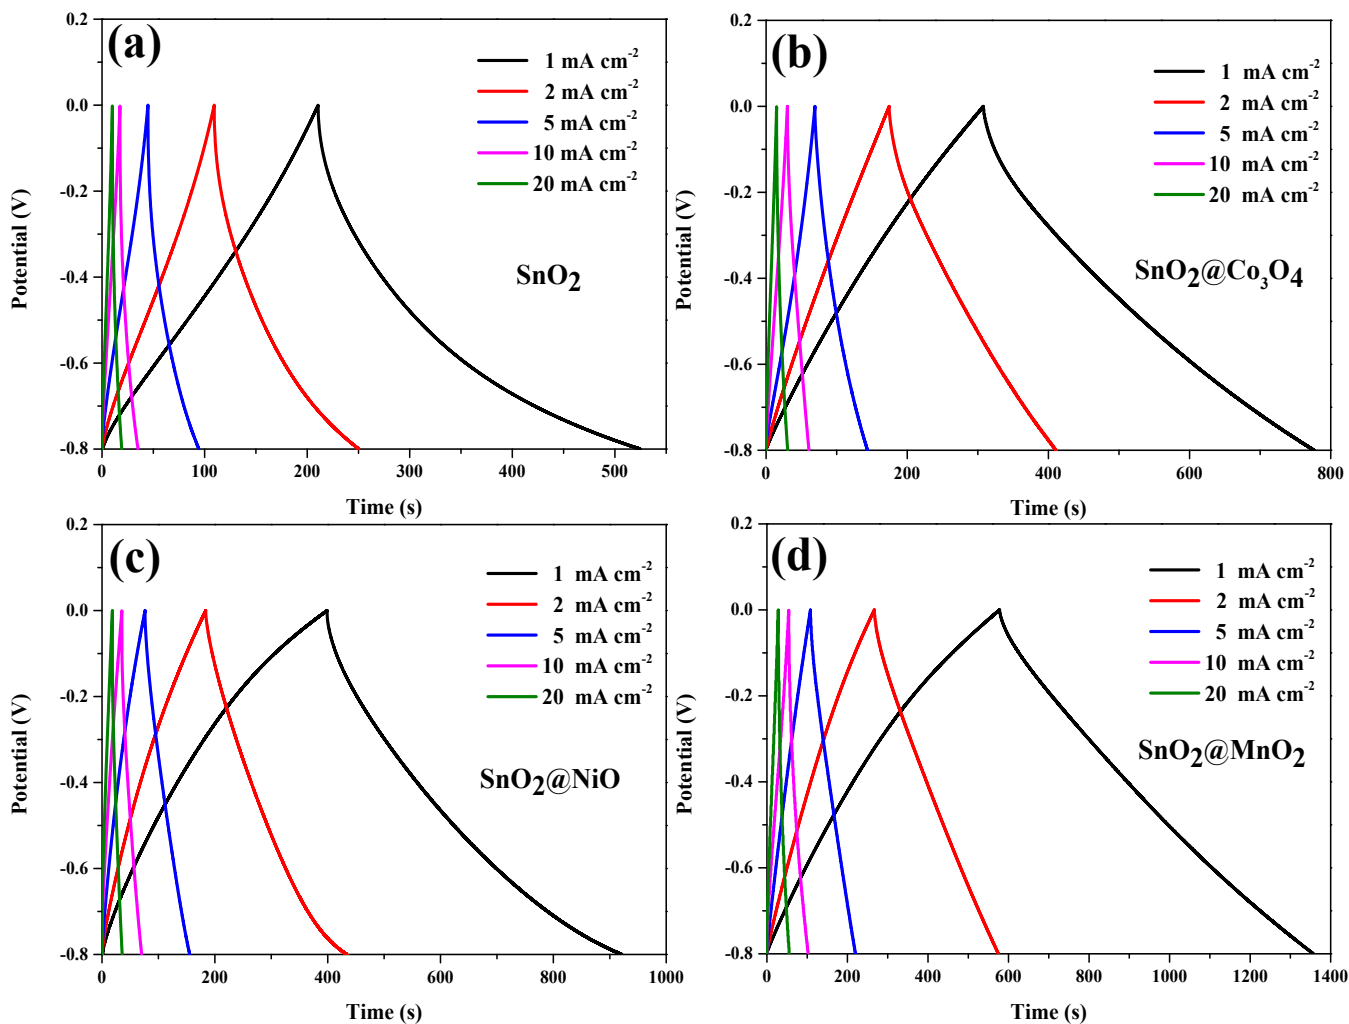 (a)
0.2
0.0
-0.2
-0.4
-0.6
-0.8
Potential (V)
1 mA cm⁻²
2 mA cm⁻²
5 mA cm⁻²
10 mA cm⁻²
20 mA cm⁻²
SnO₂
0 100 200 300 400 500
Time (s)
(b)
0.2
0.0
-0.2
-0.4
-0.6
-0.8
Potential (V)
1 mA cm⁻²
2 mA cm⁻²
5 mA cm⁻²
10 mA cm⁻²
20 mA cm⁻²
SnO₂@Co₃O₄
0 200 400 600 800
Time (s)
(c)
0.2
0.0
-0.2
-0.4
-0.6
-0.8
Potential (V)
1 mA cm⁻²
2 mA cm⁻²
5 mA cm⁻²
10 mA cm⁻²
20 mA cm⁻²
SnO₂@NiO
0 200 400 600 800 1000
Time (s)
(d)
0.2
0.0
-0.2
-0.4
-0.6
-0.8
Potential (V)
1 mA cm⁻²
2 mA cm⁻²
5 mA cm⁻²
10 mA cm⁻²
20 mA cm⁻²
SnO₂@MnO₂
0 200 400 600 800 1000 1200 1400
Time (s)